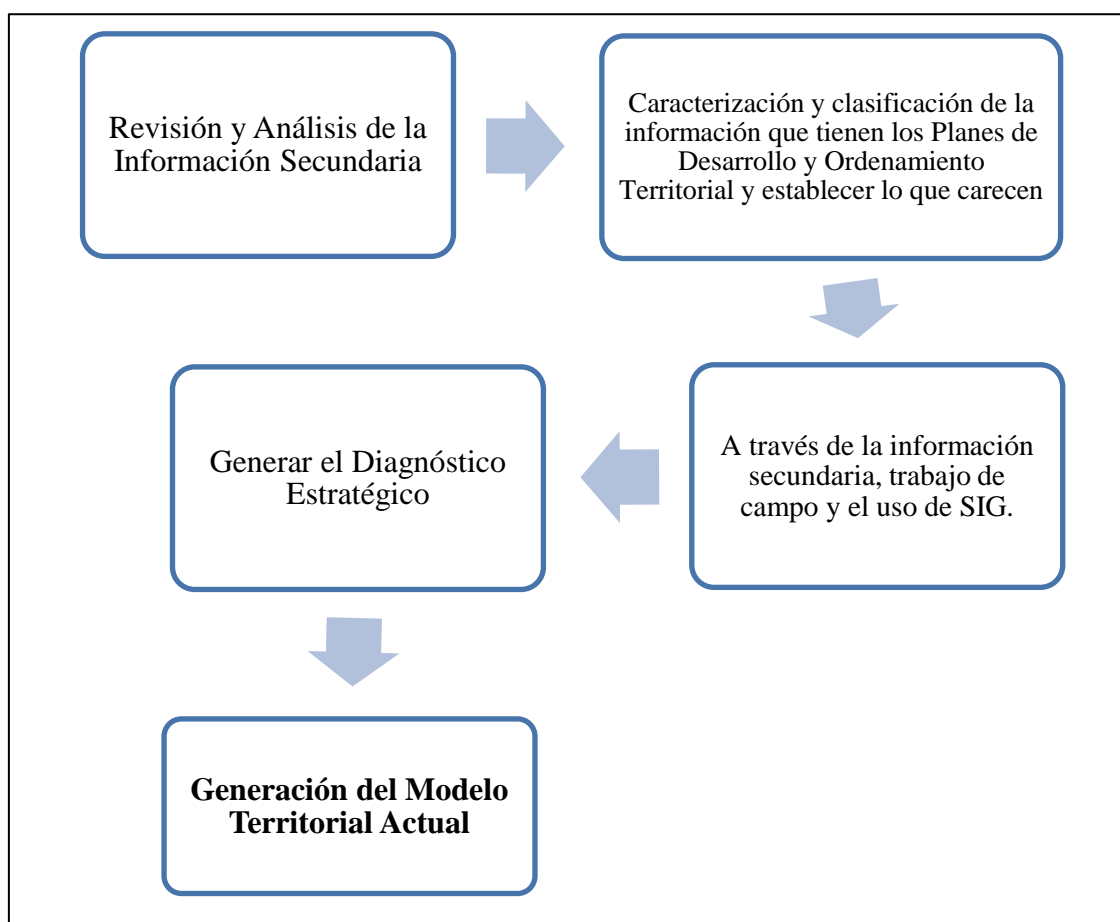 Revisión y Análisis de la
Información Secundaria
Caracterización y clasificación de la
información que tienen los Planes de
Desarrollo y Ordenamiento
Territorial y establecer lo que carecen
A través de la información
secundaria, trabajo de
campo y el uso de SIG.
Generar el Diagnóstico
Estratégico
Generación del Modelo
Territorial Actual